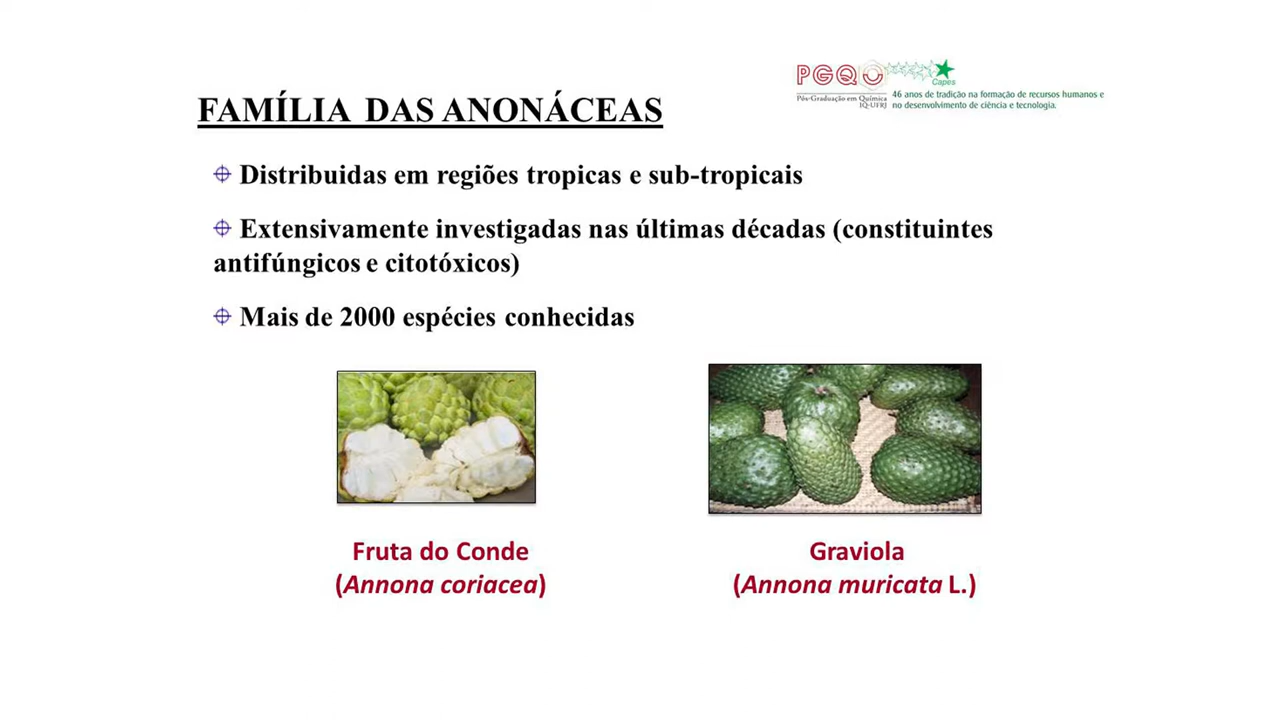 PGQ
Capes
Pós-Graduação em Química
IQ-UFRJ
46 anos de tradição na formação de recursos humanos e
no desenvolvimento de ciência e tecnologia.
FAMÍLIA DAS ANONÁCEAS
Distribuidas em regiões tropicas e sub-tropicais
Extensivamente investigadas nas últimas décadas (constituintes
antifúngicos e citotóxicos)
Mais de 2000 espécies conhecidas
Fruta do Conde
(Annona coriacea)
Graviola
(Annona muricata L.)